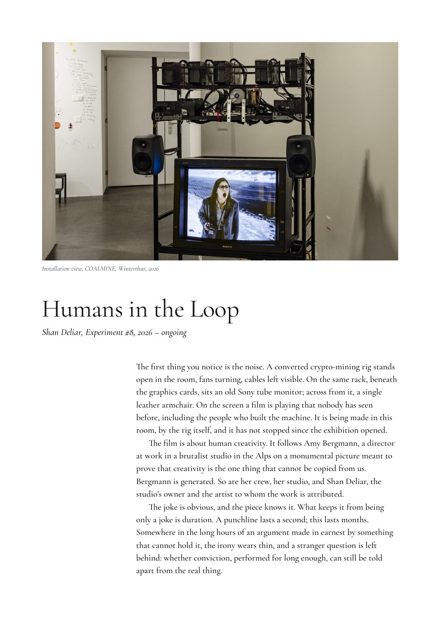 Installation view, COALMINE, Winterthur, 2026
Humans in the Loop
Shan Deliar, Experiment #8, 2026 – ongoing
The first thing you notice is the noise. A converted crypto-mining rig stands
open in the room, fans turning, cables left visible. On the same rack, beneath
the graphics cards, sits an old Sony tube monitor; across from it, a single
leather armchair. On the screen a film is playing that nobody has seen
before, including the people who built the machine. It is being made in this
room, by the rig itself, and it has not stopped since the exhibition opened.
The film is about human creativity. It follows Amy Bergmann, a director
at work in a brutalist studio in the Alps on a monumental picture meant to
prove that creativity is the one thing that cannot be copied from us.
Bergmann is generated. So are her crew, her studio, and Shan Deliar, the
studio's owner and the artist to whom the work is attributed.
The joke is obvious, and the piece knows it. What keeps it from being
only a joke is duration. A punchline lasts a second; this lasts months.
Somewhere in the long hours of an argument made in earnest by something
that cannot hold it, the irony wears thin, and a stranger question is left
behind: whether conviction, performed for long enough, can still be told
apart from the real thing.